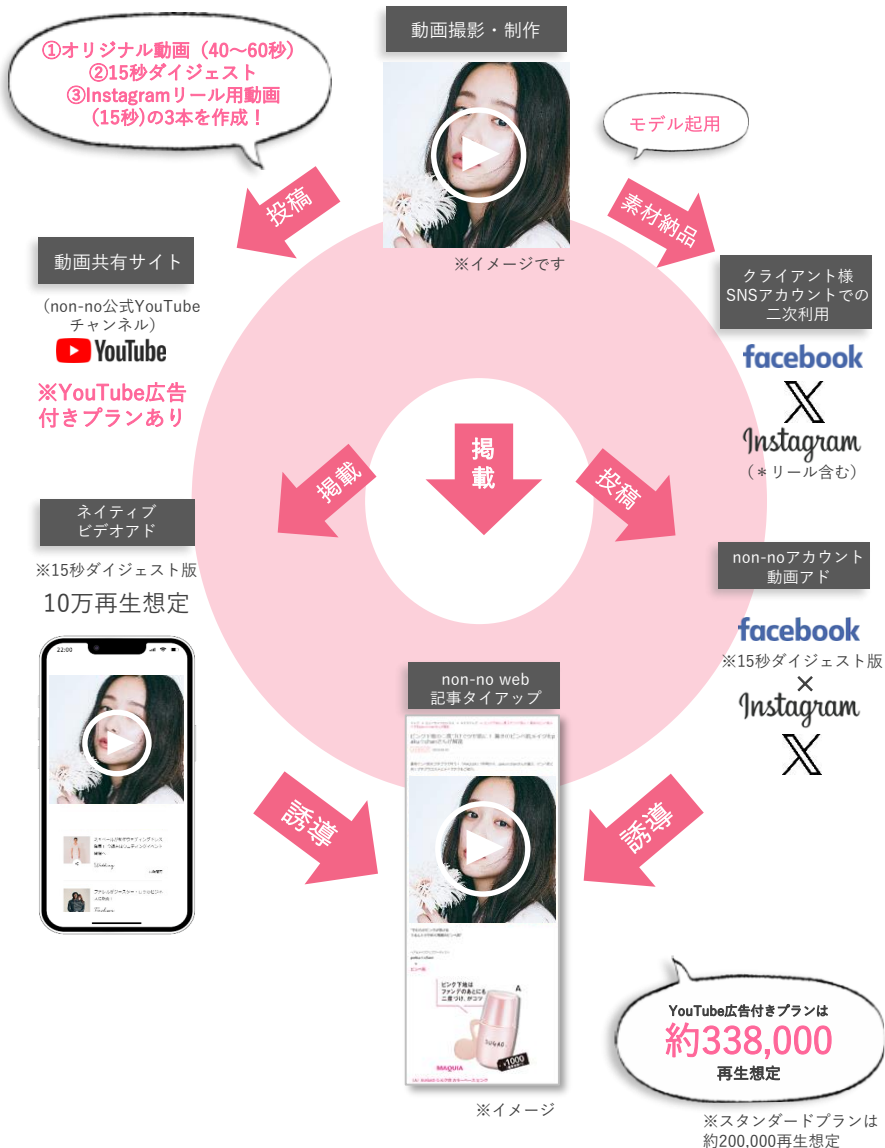 動画撮影・制作
①オリジナル動画（40〜60秒）
②15秒ダイジェスト
③Instagramリール用動画
(15秒)の3本を作成！
モデル起用
投稿
素材納品
※イメージです
動画共有サイト
（non-no公式YouTube
チャンネル）
YouTube
※YouTube広告
付きプランあり
クライアント様
SNSアカウントでの
二次利用
facebook
X
Instagram
（＊リール含む）
掲載
掲載
投稿
ネイティブ
ビデオアド
※15秒ダイジェスト版
10万再生想定
non-noアカウント
動画アド
facebook
※15秒ダイジェスト版
×
Instagram
X
22:00
non-no web
記事タイアップ
誘導
誘導
ピンク下地は
ファンデのあとにも
二度づけ、がコツ
A
SUGAO
¥1000
MAQUIA
※イメージ
YouTube広告付きプランは
約338,000
再生想定
※スタンダードプランは
約200,000再生想定